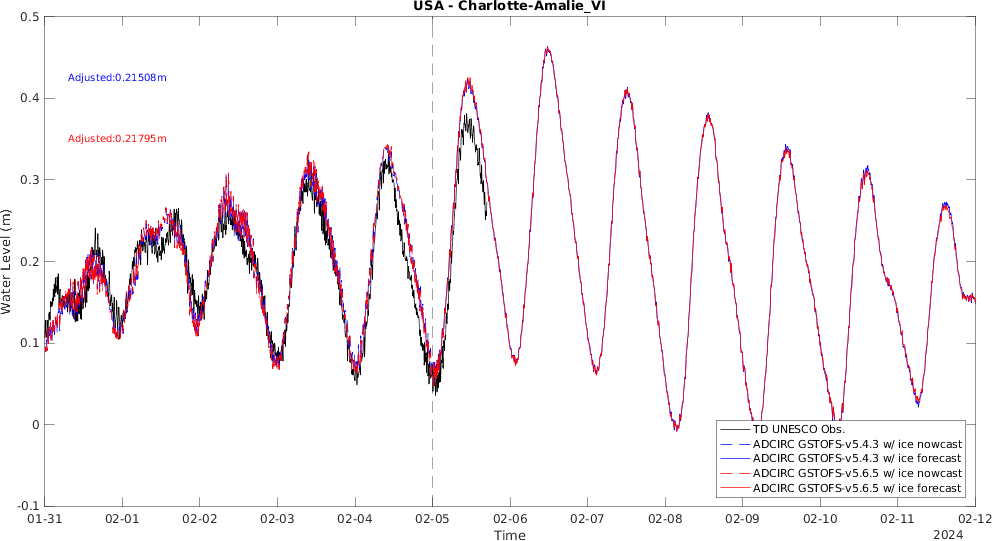 USA - Charlotte-Amalie_VI
0.5
0.4
0.3
0.2
0.1
0
-0.1
Water Level (m)
Adjusted:0.21508m
Adjusted:0.21795m
TD UNESCO Obs.
ADCIRC GSTOFS-v5.4.3 w/ ice nowcast
ADCIRC GSTOFS-v5.4.3 w/ ice forecast
ADCIRC GSTOFS-v5.6.5 w/ ice nowcast
ADCIRC GSTOFS-v5.6.5 w/ ice forecast
01-31 02-01 02-02 02-03 02-04 02-05 02-06 02-07 02-08 02-09 02-10 02-11 02-12
Time
2024